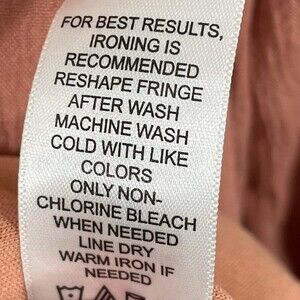 FOR BEST RESULTS,
IRONING IS
RECOMMENDED
RESHAPE FRINGE
AFTER WASH
MACHINE WASH
COLD WITH LIKE
COLORS
ONLY NON-
CHLORINE BLEACH
WHEN NEEDED
LINE DRY
WARM IRON IF
NEEDED